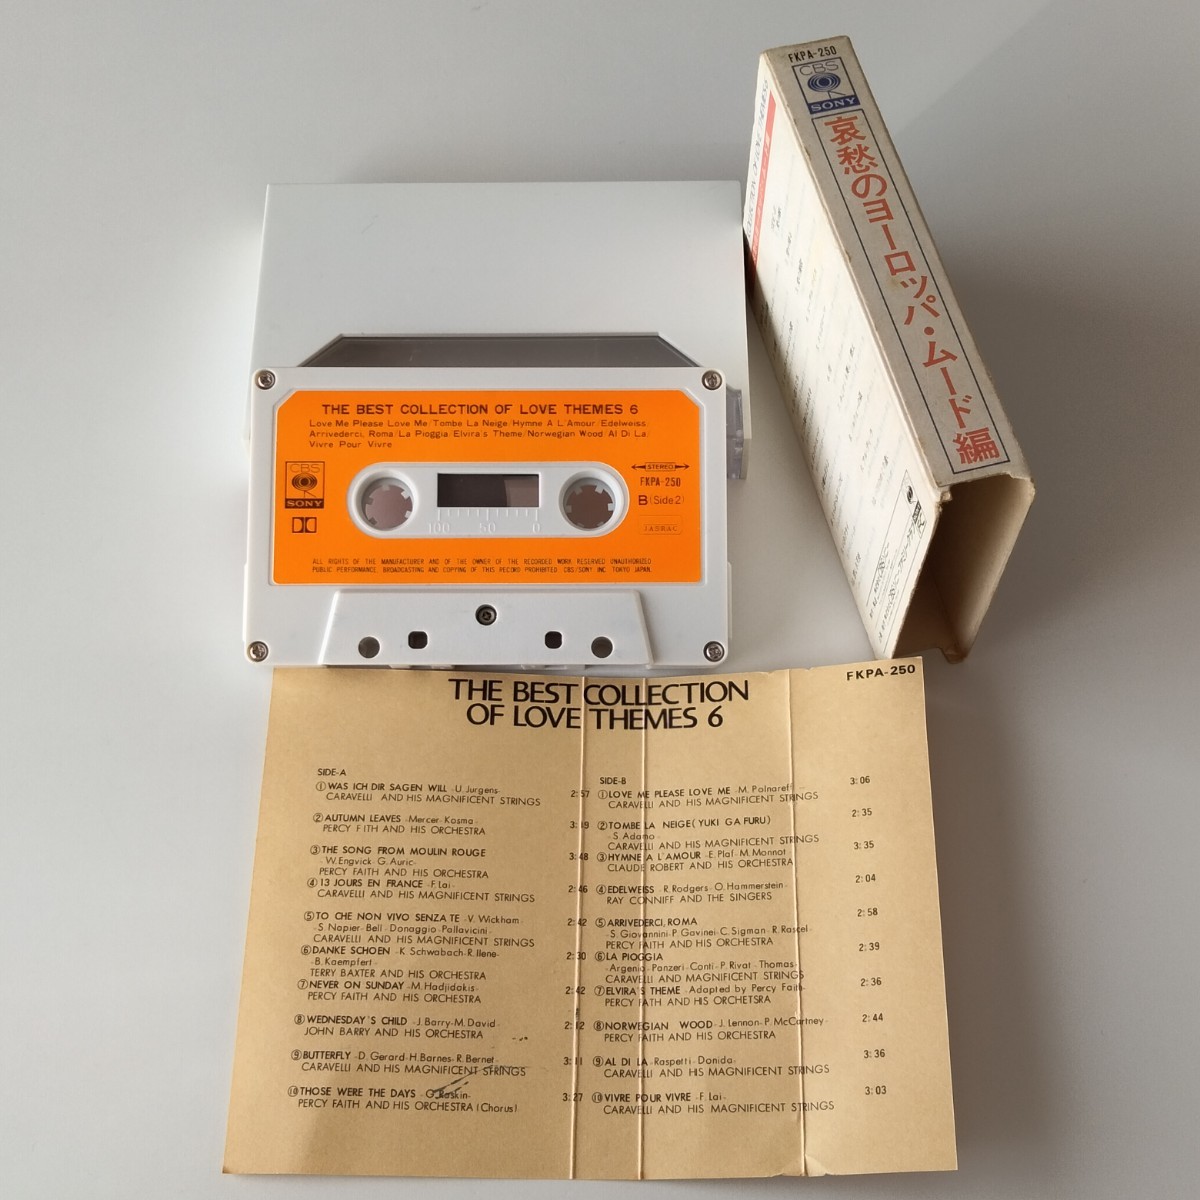 FKPA-250
CBS
SONY
哀愁のヨーロッパ・ムード編
THE BEST COLLECTION OF LOVE THEMES 6
Love Me Please Love Me/Tombe La Neige/Hymne A L'Amour/Edelweiss/
Arrivederci, Roma/La Pioggia/Elvira's Theme/Norwegian Wood/Al Di La/
Vivre Pour Vivre
CBS
SONY
STEREO
FKPA-250
B(Side 2)
JASRAC
100 50 0
ALL RIGHTS OF THE MANUFACTURER AND OF THE OWNER OF THE RECORDED WORK RESERVED UNAUTHORIZED
PUBLIC PERFORMANCE BROADCASTING AND COPYING OF THIS RECORD PROHIBITED CBS/SONY INC. TOKYO JAPAN.
FKPA-250
THE BEST COLLECTION
OF LOVE THEMES 6
SIDE-A
①WAS ICH DIR SAGEN WILL -U.Jurgens- 2:57
CARAVELLI AND HIS MAGNIFICENT STRINGS
②AUTUMN LEAVES -Mercer-Kosma-
PERCY FAITH AND HIS ORCHESTRA
③THE SONG FROM MOULIN ROUGE
-W.Engvick-G.Auric- 3:48
PERCY FAITH AND HIS ORCHESTRA
④13 JOURS EN FRANCE -F.Lai- 2:46
CARAVELLI AND HIS MAGNIFICENT STRINGS
⑤TO CHE NON VIVO SENZA TE -V.Wickham- 2:42
-S.Napier-Bell-Donaggio-Pallavicini-
CARAVELLI AND HIS MAGNIFICENT STRINGS
⑥DANKE SCHOEN -K.Schwabach-R.Ilene- 2:30
-B.Kaempfert-
TERRY BAXTER AND HIS ORCHESTRA
⑦NEVER ON SUNDAY -M.Hadjidakis- 2:42
PERCY FAITH AND HIS ORCHESTRA
⑧WEDNESDAY'S CHILD -J.Barry-M.David-
JOHN BARRY AND HIS ORCHESTRA
⑨BUTTERFLY -D.Gerard-H.Barnes-R.Bernet- 3:11
CARAVELLI AND HIS MAGNIFICENT STRINGS
⑩THOSE WERE THE DAYS -G.Raskin- 3:27
PERCY FAITH AND HIS ORCHESTRA (Chorus)
SIDE-B
①LOVE ME PLEASE LOVE ME -M.Polnareff- 3:06
CARAVELLI AND HIS MAGNIFICENT STRINGS
②TOMBE LA NEIGE (YUKI GA FURU) 2:35
-S.Adamo-
CARAVELLI AND HIS MAGNIFICENT STRINGS
③HYMNE A L'AMOUR -E.Piaf-M.Monnot- 3:35
CLAUDE ROBERT AND HIS ORCHESTRA
④EDELWEISS -R.Rodgers-O.Hammerstein- 2:04
RAY CONNIFF AND THE SINGERS
⑤ARRIVEDERCI, ROMA 2:58
-S.Giovannini-P.Gavinei-C.Sigman-R.Rascel-
PERCY FAITH AND HIS ORCHESTRA
⑥LA PIOGGIA 2:39
-Argenio-Panzeri-Conti-P.Rivat-Thomas-
CARAVELLI AND HIS MAGNIFICENT STRINGS
⑦ELVIRA'S THEME -Adapted by Percy Faith- 2:36
PERCY FATH AND HIS ORCHETSRA
⑧NORWEGIAN WOOD -J.Lennon-P.McCartney- 2:44
PERCY FAITH AND HIS ORCHESTRA
⑨AL DI LA -Raspetti-Donida- 3:36
CARAVELLI AND HIS MAGNIFICENT STRINGS
⑩VIVRE POUR VIVRE -F.Lai- 3:03
CARAVELLI AND HIS MAGNIFICENT STRINGS